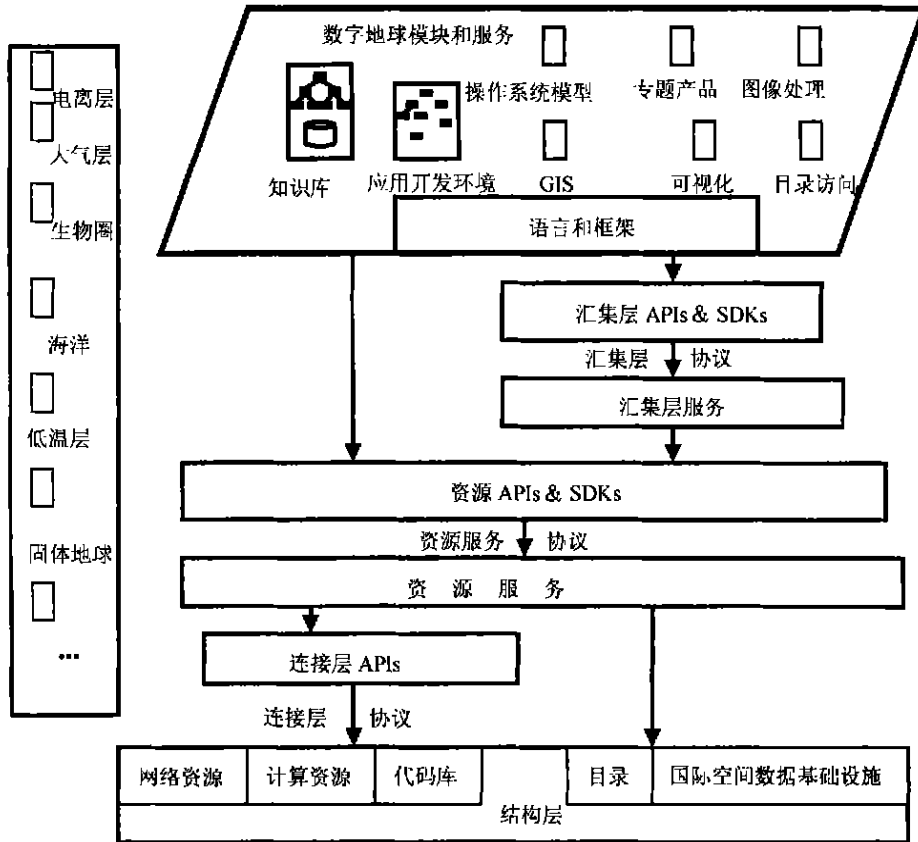 电离层
大气层
生物圈
海洋
低温层
固体地球
...
数字地球模块和服务
操作系统模型
专题产品
图像处理
知识库
应用开发环境
GIS
可视化
目录访问
语言和框架
汇集层 APIs & SDKs
汇集层 协议
汇集层服务
资源 APIs & SDKs
资源服务 协议
资源服务
连接层 APIs
连接层 协议
网络资源
计算资源
代码库
目录
国际空间数据基础设施
结构层